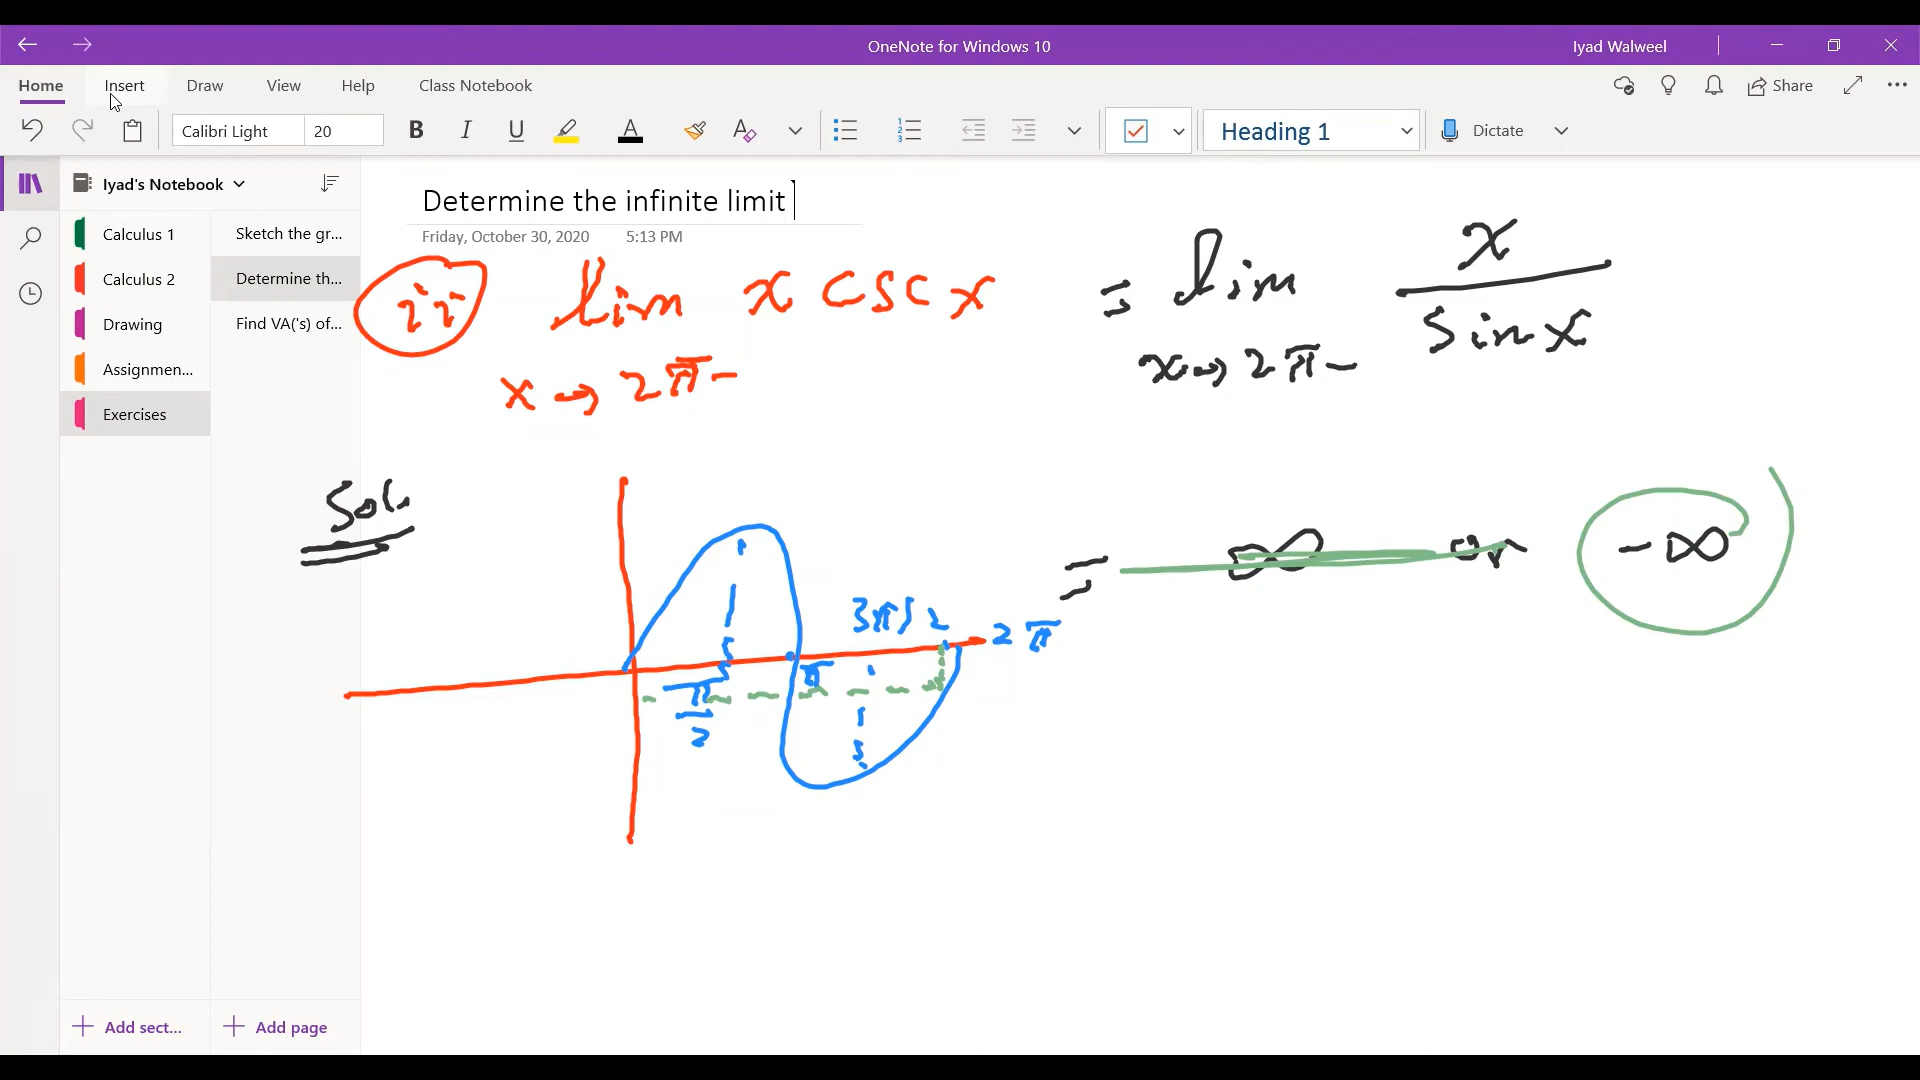 OneNote for Windows 10
Iyad Walweel
Home Insert Draw View Help Class Notebook Share
Calibri Light 20 B I U A Heading 1 Dictate
Iyad's Notebook
Calculus 1
Calculus 2
Drawing
Assignmen...
Exercises
Sketch the gr...
Determine th...
Find VA('s) of...
Add sect...
Add page
Determine the infinite limit
Friday, October 30, 2020 5:13 PM
ii lim x csc x = lim x / sin x
x → 2π- x → 2π-
Sol.
= ∞ or -∞
3π/2 2π
π
π/2